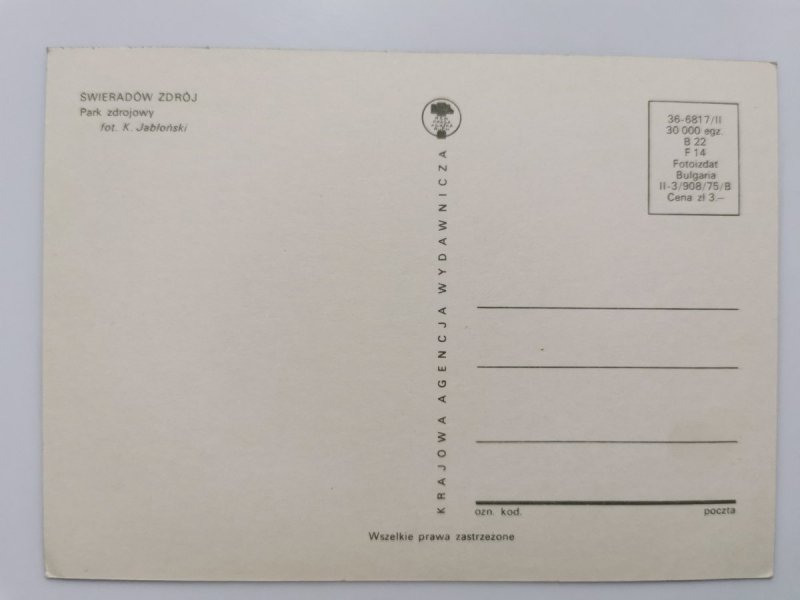 ŚWIERADÓW ZDRÓJ
Park zdrojowy
fot. K. Jabłoński
KRAJOWA AGENCJA WYDAWNICZA
36-6817/II
30 000 egz.
B 22
F 14
Fotoizdat
Bulgaria
II-3/908/75/B
Cena zł 3.—
ozn. kod.
poczta
Wszelkie prawa zastrzeżone